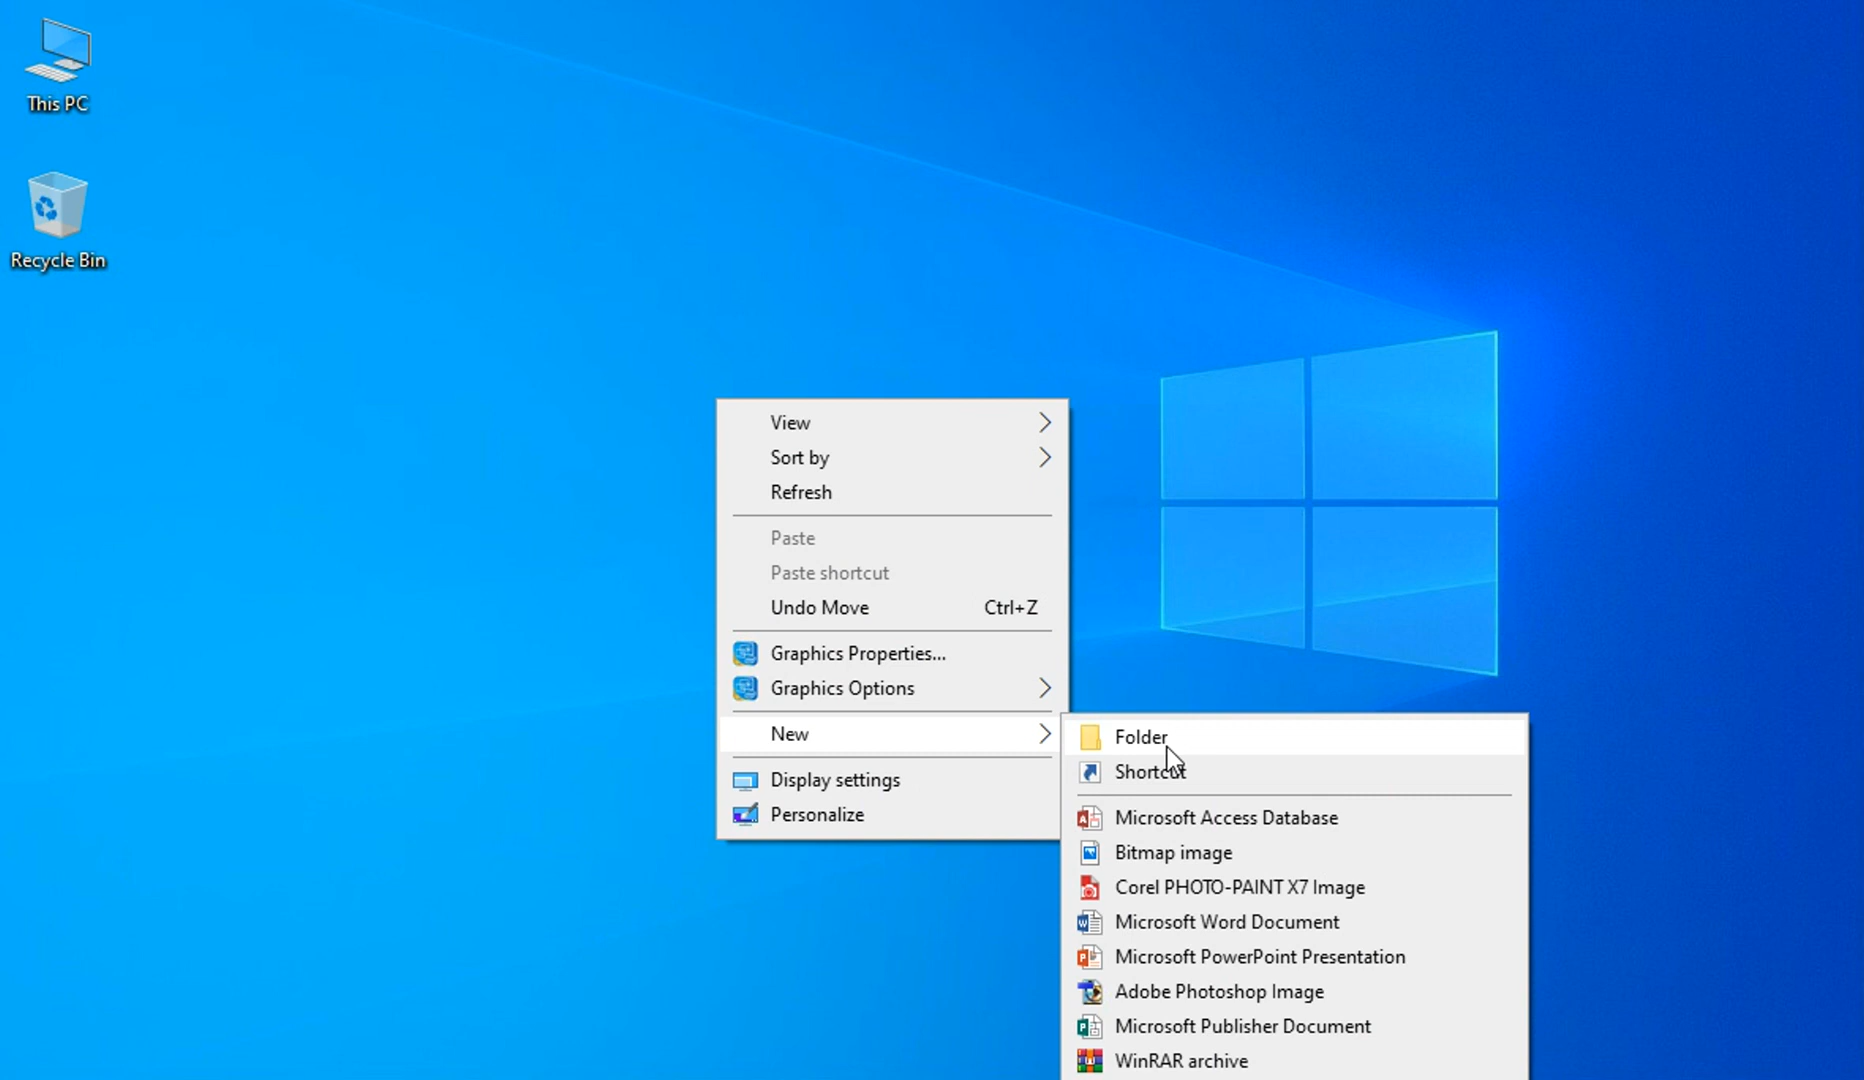 This PC
Recycle Bin
View
Sort by
Refresh
Paste
Paste shortcut
Undo Move Ctrl+Z
Graphics Properties...
Graphics Options
New
Display settings
Personalize
Folder
Shortcut
Microsoft Access Database
Bitmap image
Corel PHOTO-PAINT X7 Image
Microsoft Word Document
Microsoft PowerPoint Presentation
Adobe Photoshop Image
Microsoft Publisher Document
WinRAR archive